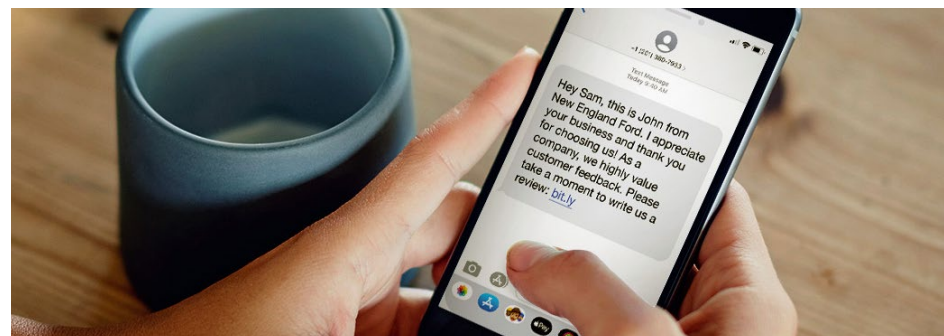 Text Message
Today 9:40 AM
Hey Sam, this is John from
New England Ford. I appreciate
your business and thank you
for choosing us! As a
company, we highly value
customer feedback. Please
take a moment to write us a
review: bit.ly
Pay